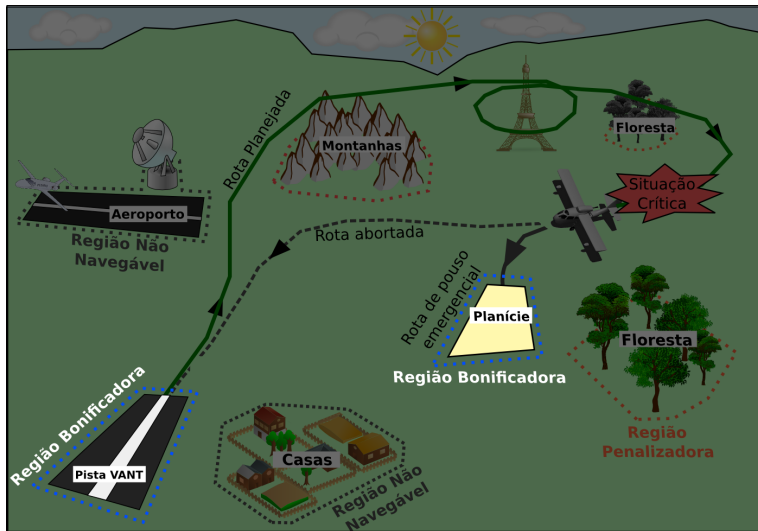 Rota Planejada
Montanhas
Floresta
Aeroporto
Região Não
Navegável
Situação
Crítica
Rota abortada
Rota de pouso
emergencial
Planície
Região Bonificadora
Floresta
Região
Penalizadora
Região Bonificadora
Pista VANT
Casas
Região Não
Navegável